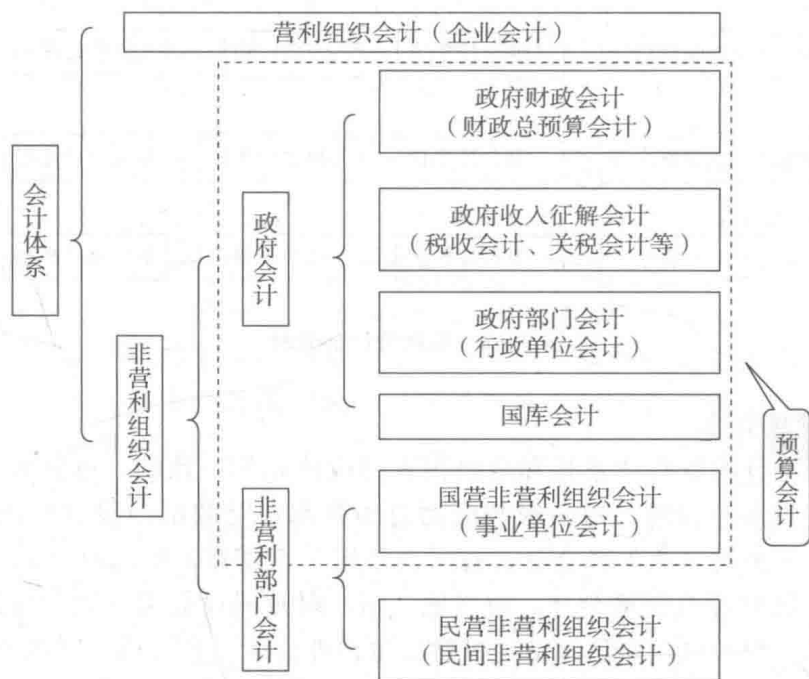 营利组织会计（企业会计）
会计体系
非营利组织会计
政府会计
政府财政会计
（财政总预算会计）
政府收入征解会计
（税收会计、关税会计等）
政府部门会计
（行政单位会计）
国库会计
非营利部门会计
国营非营利组织会计
（事业单位会计）
民营非营利组织会计
（民间非营利组织会计）
预算会计